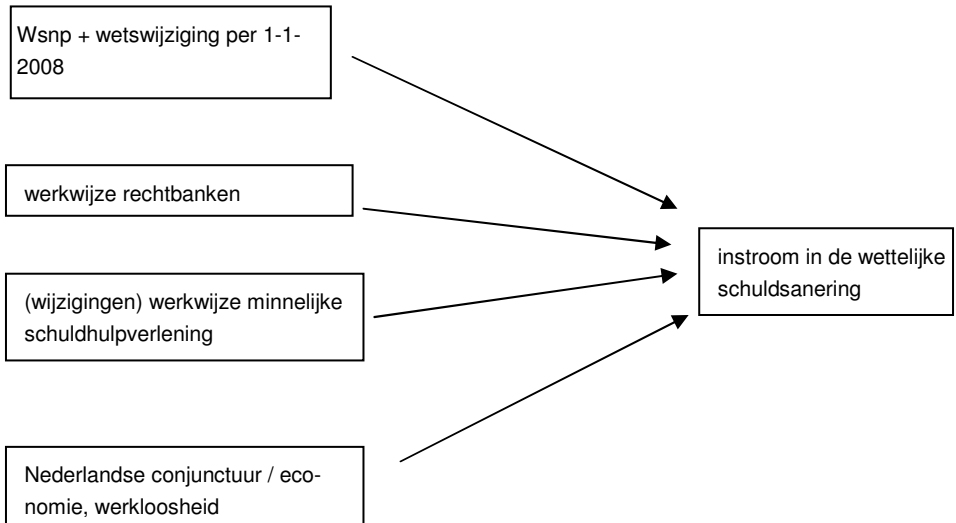 Wsnp + wetswijziging per 1-1-
2008
werkwijze rechtbanken
(wijzigingen) werkwijze minnelijke
schuldhulpverlening
Nederlandse conjunctuur / eco-
nomie, werkloosheid
instroom in de wettelijke
schuldsanering